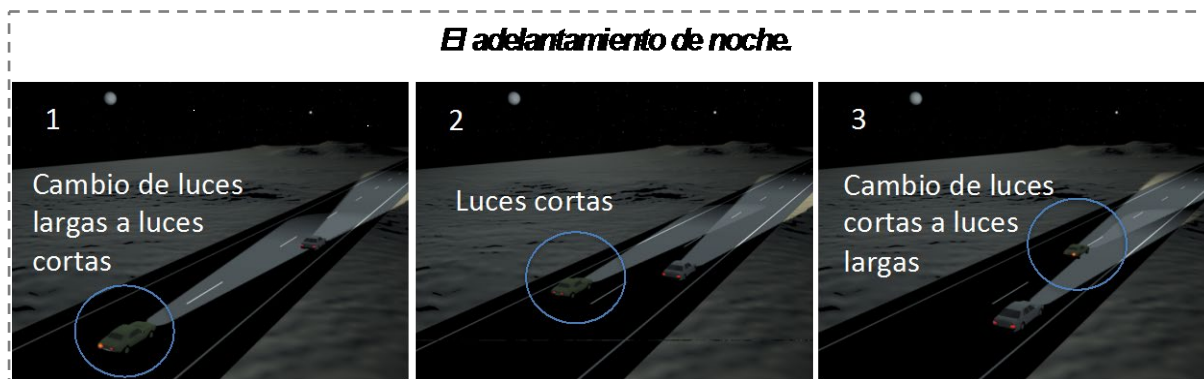 El adelantamiento de noche.
1
Cambio de luces
largas a luces
cortas
2
Luces cortas
3
Cambio de luces
cortas a luces
largas